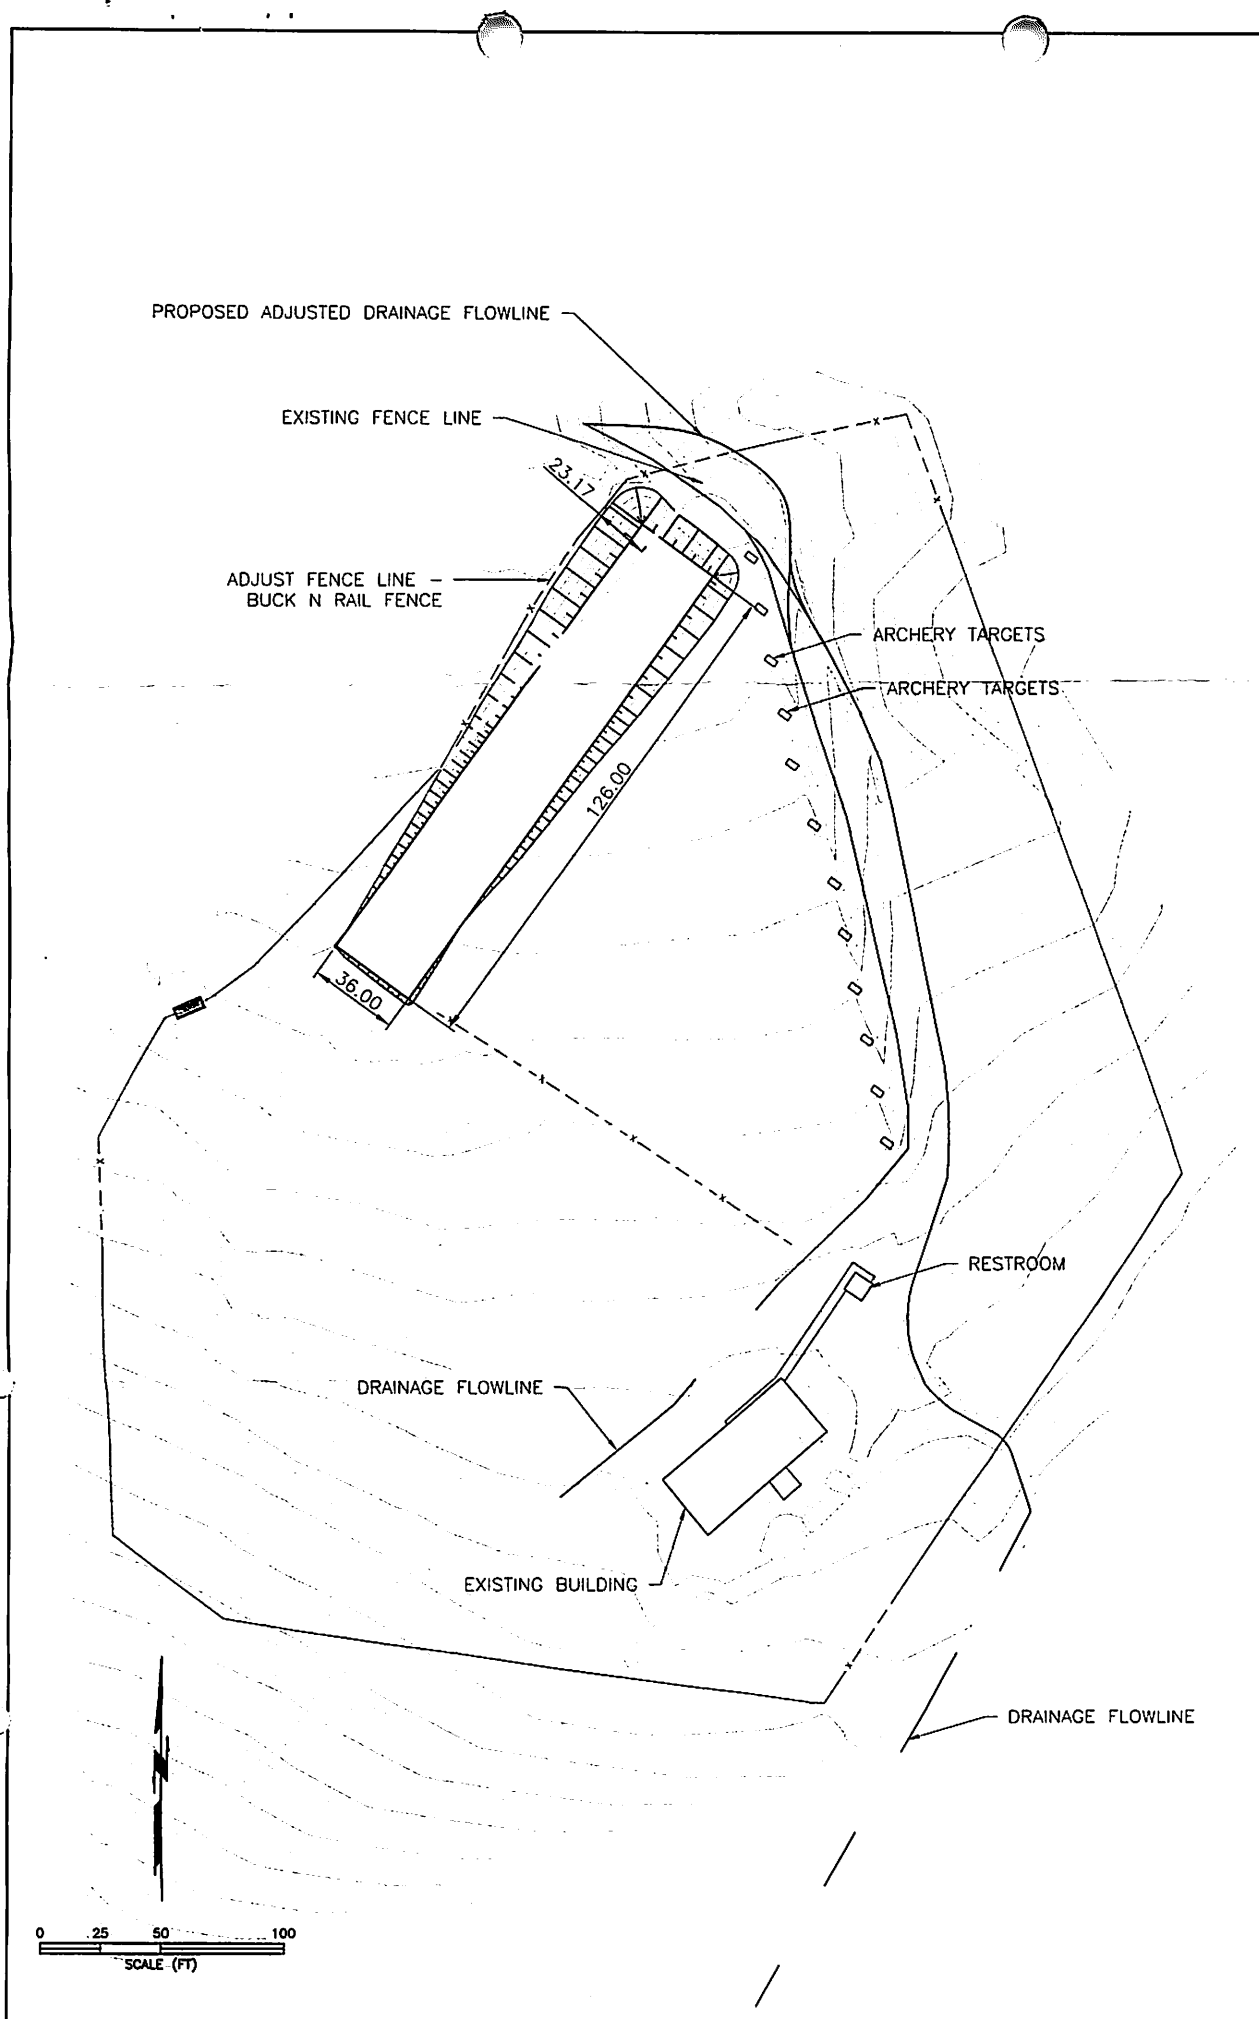 PROPOSED ADJUSTED DRAINAGE FLOWLINE
EXISTING FENCE LINE
23.17
ADJUST FENCE LINE –
BUCK N RAIL FENCE
ARCHERY TARGETS
ARCHERY TARGETS
126.00
36.00
RESTROOM
DRAINAGE FLOWLINE
EXISTING BUILDING
DRAINAGE FLOWLINE
0 25 50 100
SCALE (FT)